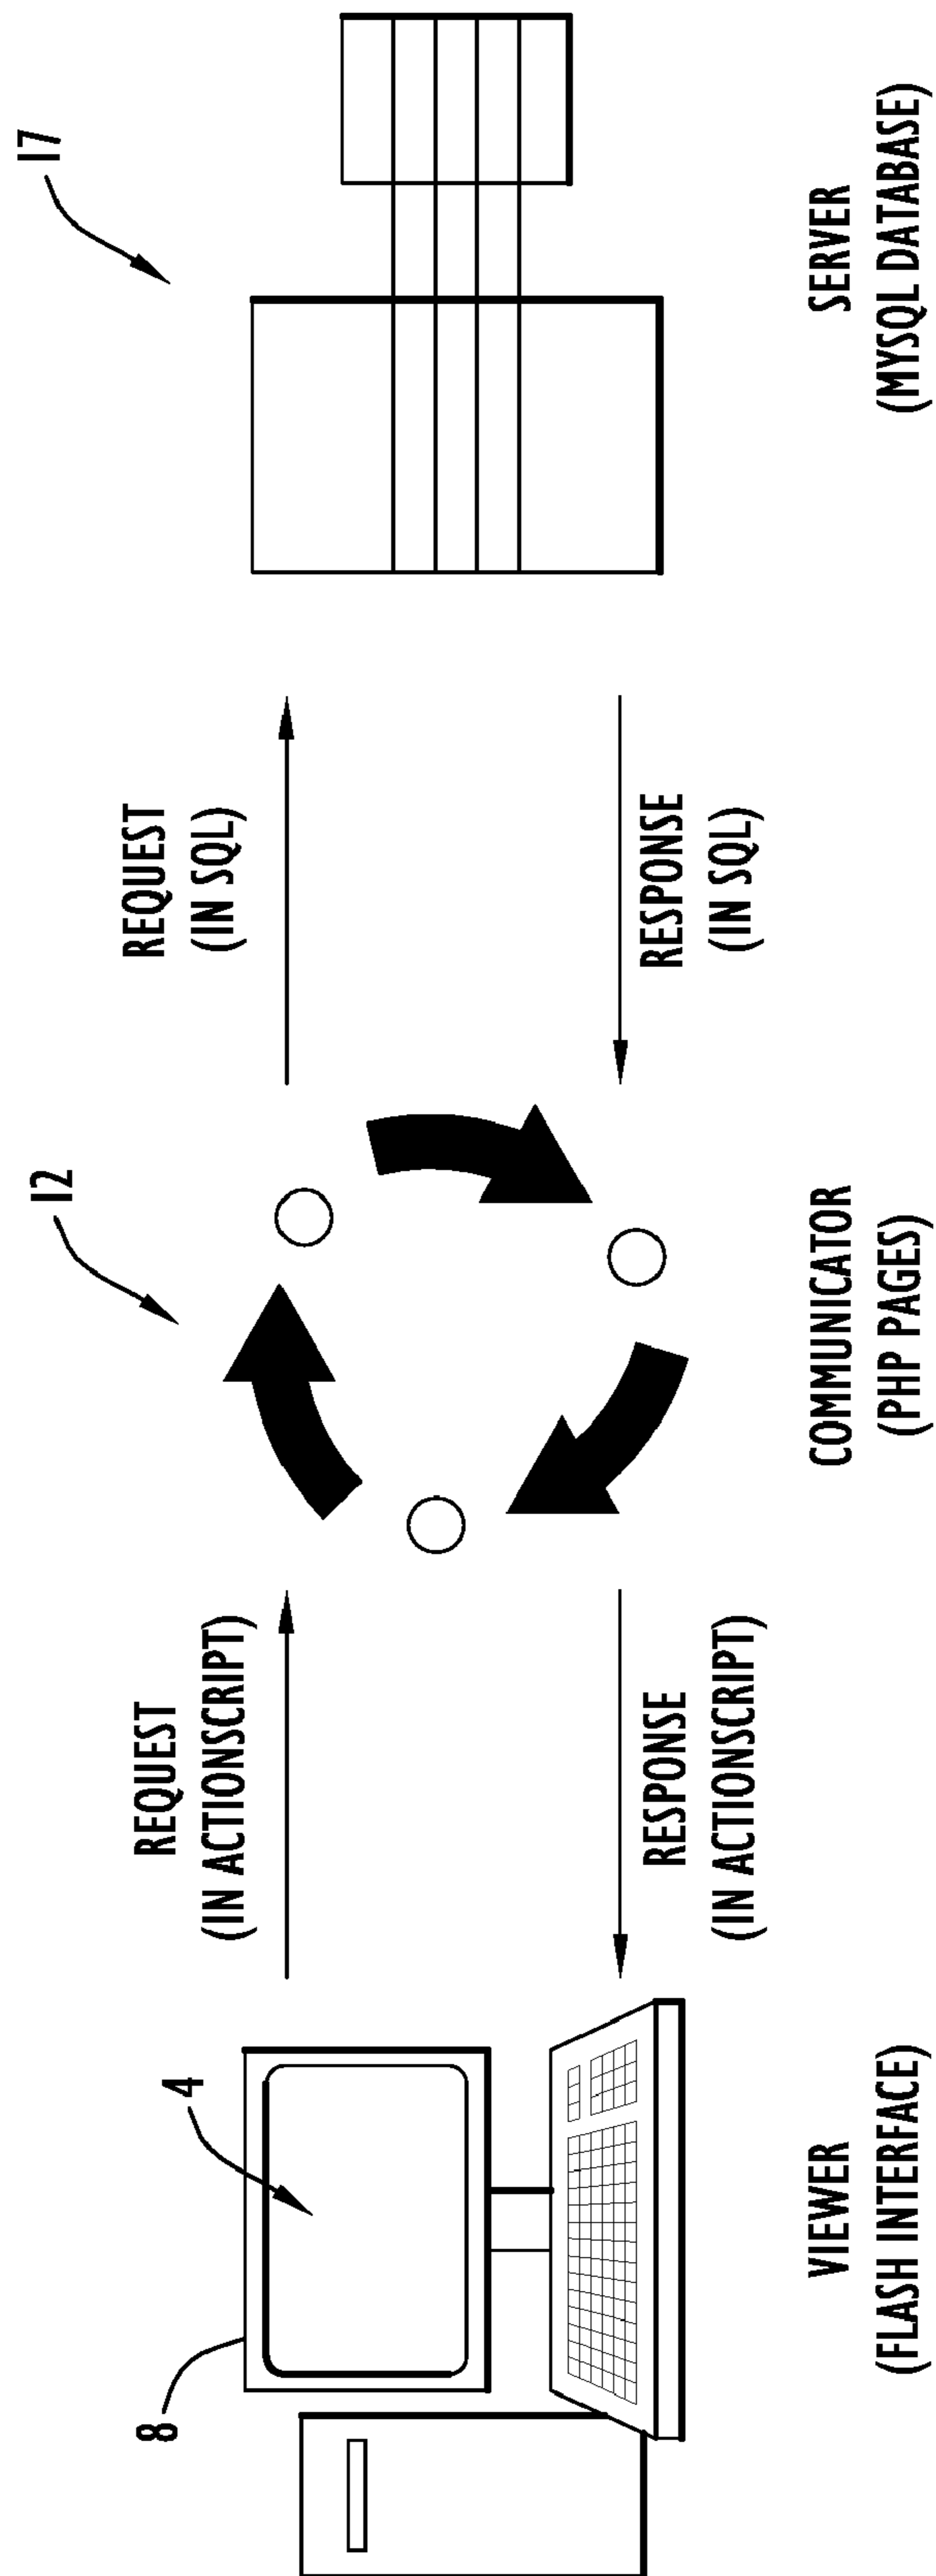 8
4
REQUEST
(IN ACTIONSCRIPT)
RESPONSE
(IN ACTIONSCRIPT)
VIEWER
(FLASH INTERFACE)
12
COMMUNICATOR
(PHP PAGES)
REQUEST
(IN SQL)
RESPONSE
(IN SQL)
17
SERVER
(MYSQL DATABASE)